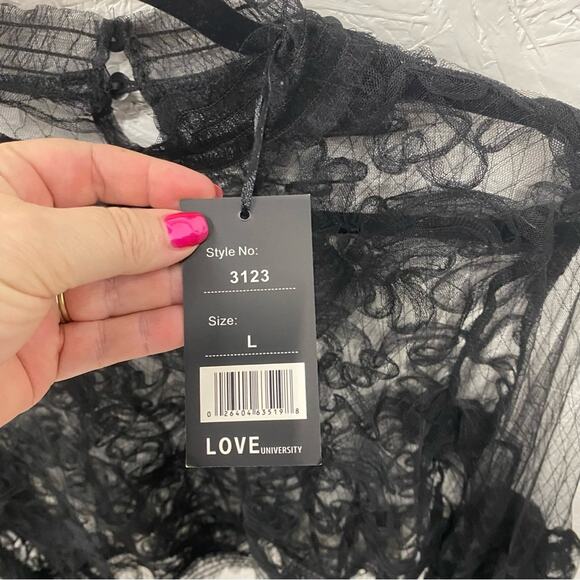 Style No:
3123
Size:
L
0 26404 63519 8
LOVE UNIVERSITY